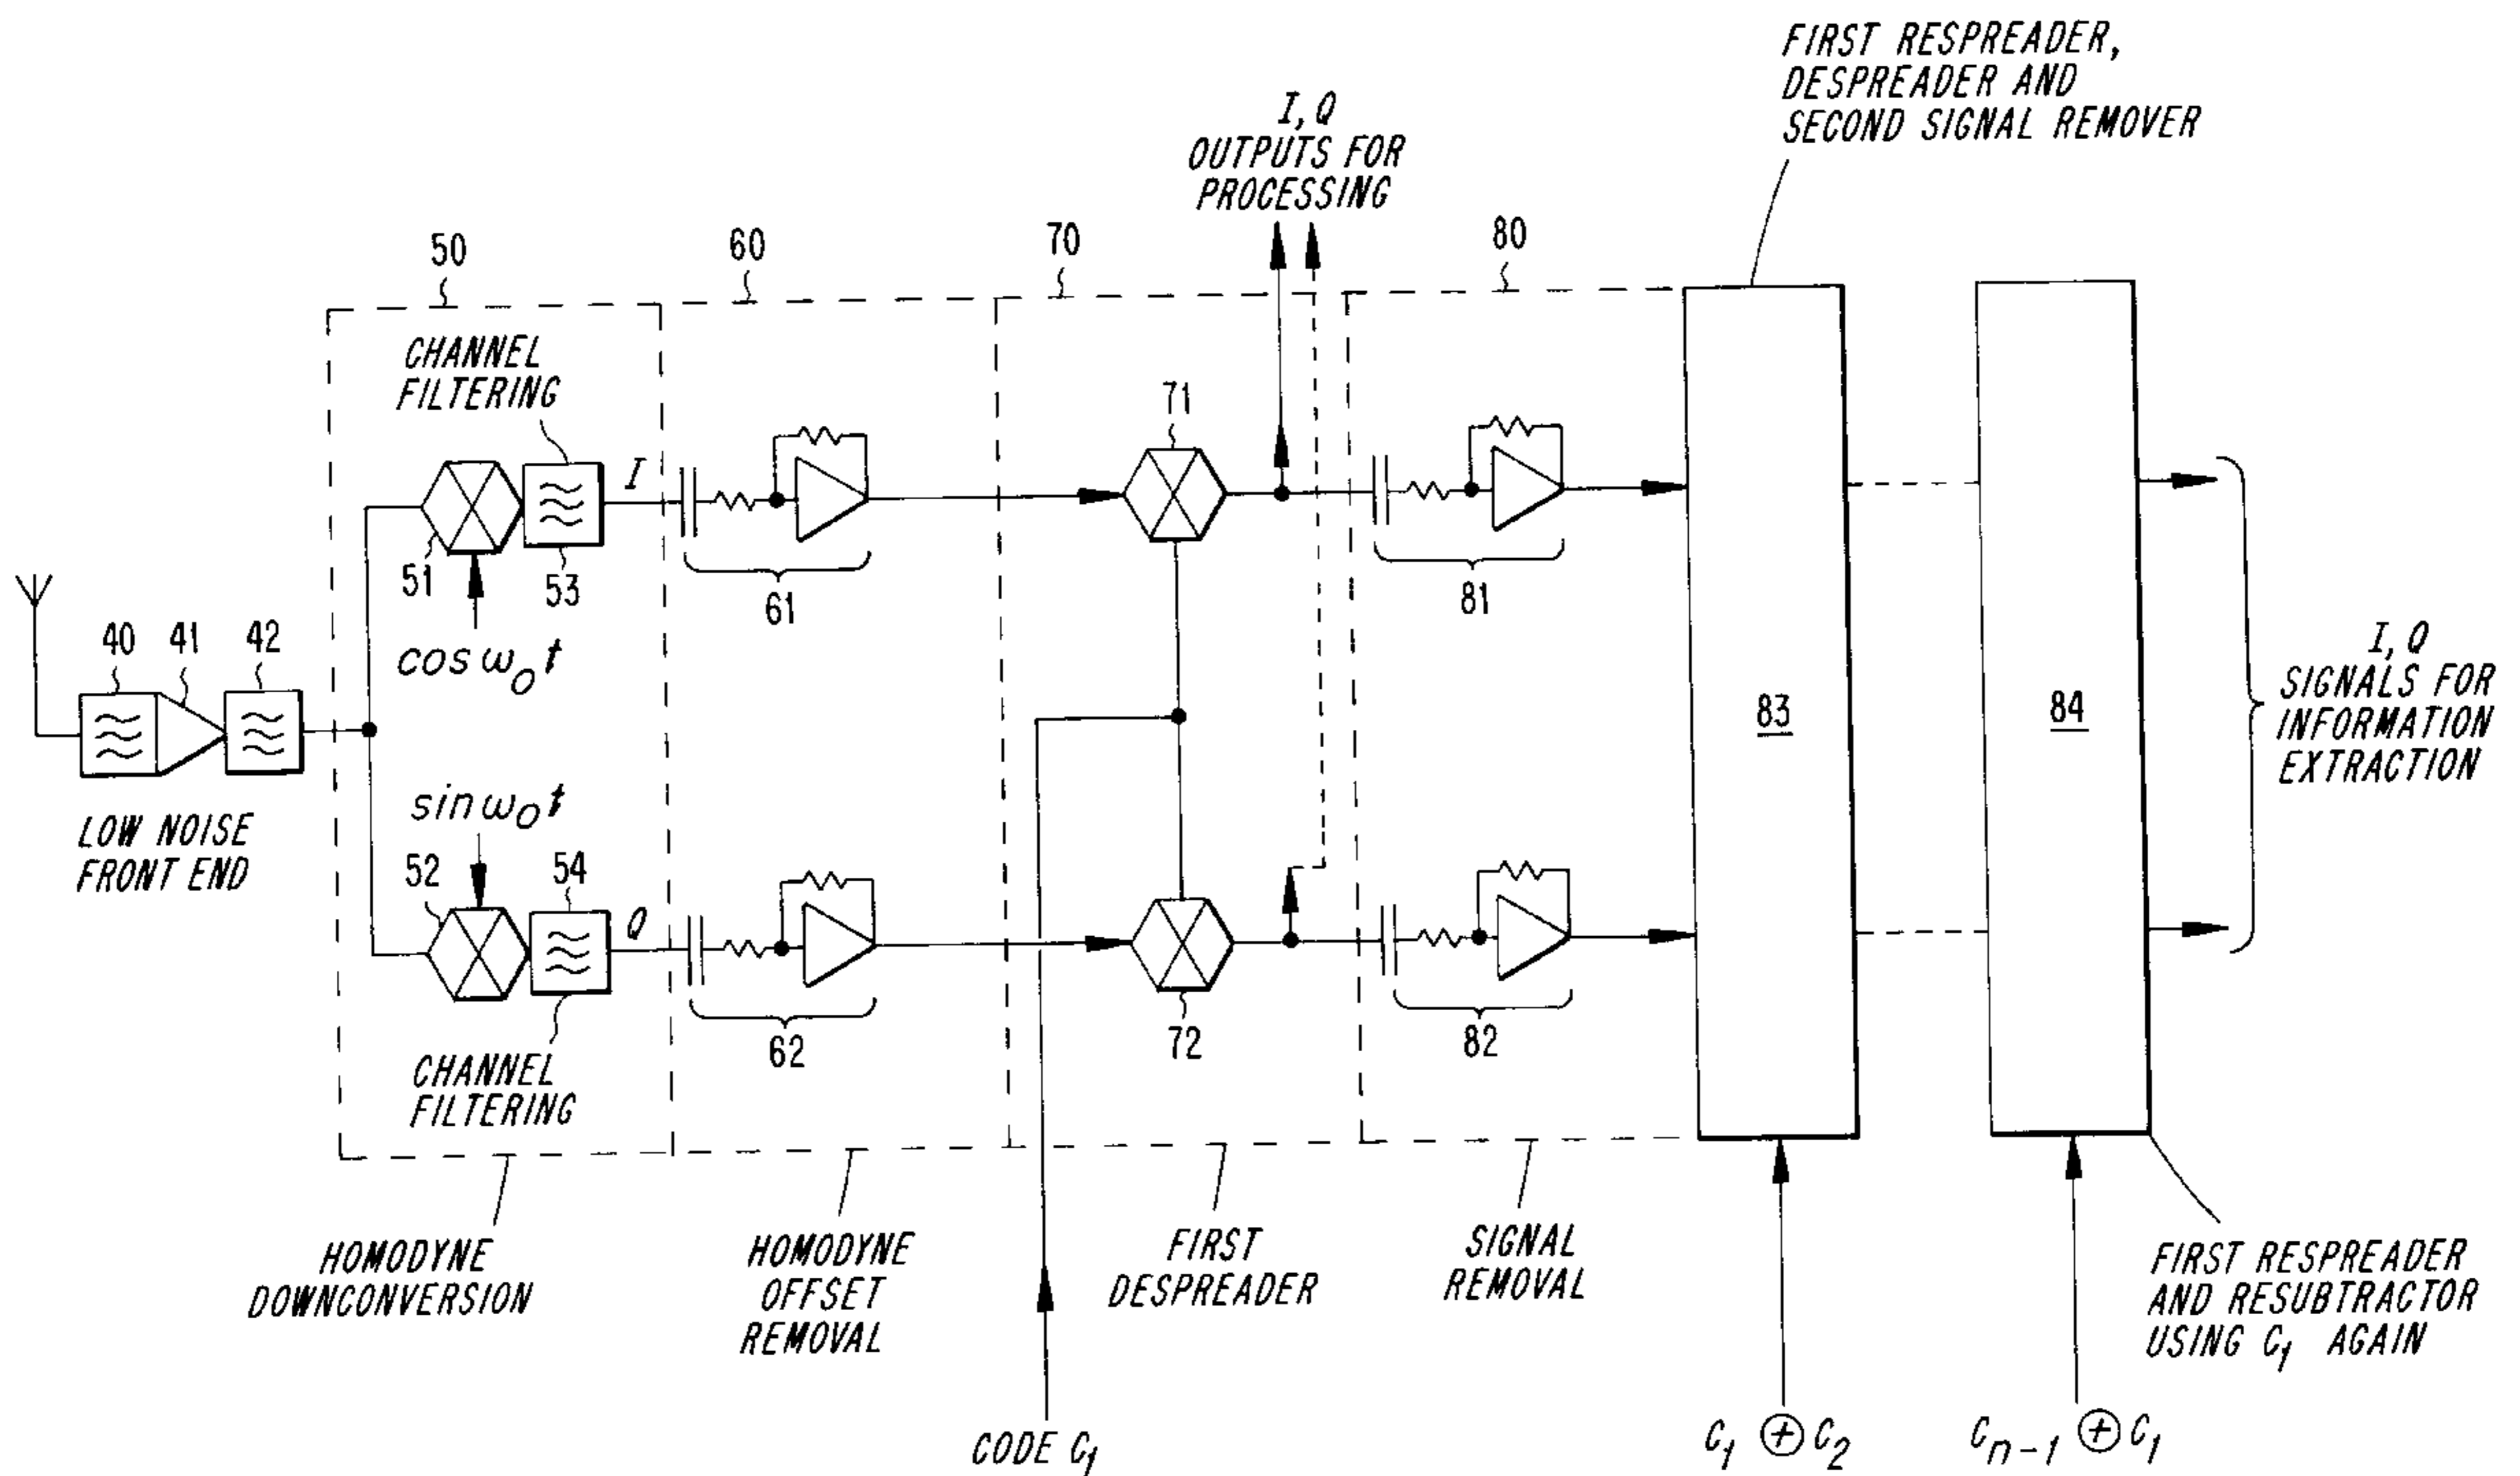 FIRST RESPREADER,
DESPREADER AND
SECOND SIGNAL REMOVER
I, Q
OUTPUTS FOR
PROCESSING
50
60
70
80
CHANNEL
FILTERING
I
71
51
53
61
81
cos ω₀t
40
41
42
83
84
I, Q
SIGNALS FOR
INFORMATION
EXTRACTION
LOW NOISE
FRONT END
sin ω₀t
52
54
Q
62
72
82
CHANNEL
FILTERING
HOMODYNE
DOWNCONVERSION
HOMODYNE
OFFSET
REMOVAL
FIRST
DESPREADER
SIGNAL
REMOVAL
FIRST RESPREADER
AND RESUBTRACTOR
USING C₁ AGAIN
CODE C₁
C₁ ⊕ C₂
Cₙ₋₁ ⊕ C₁